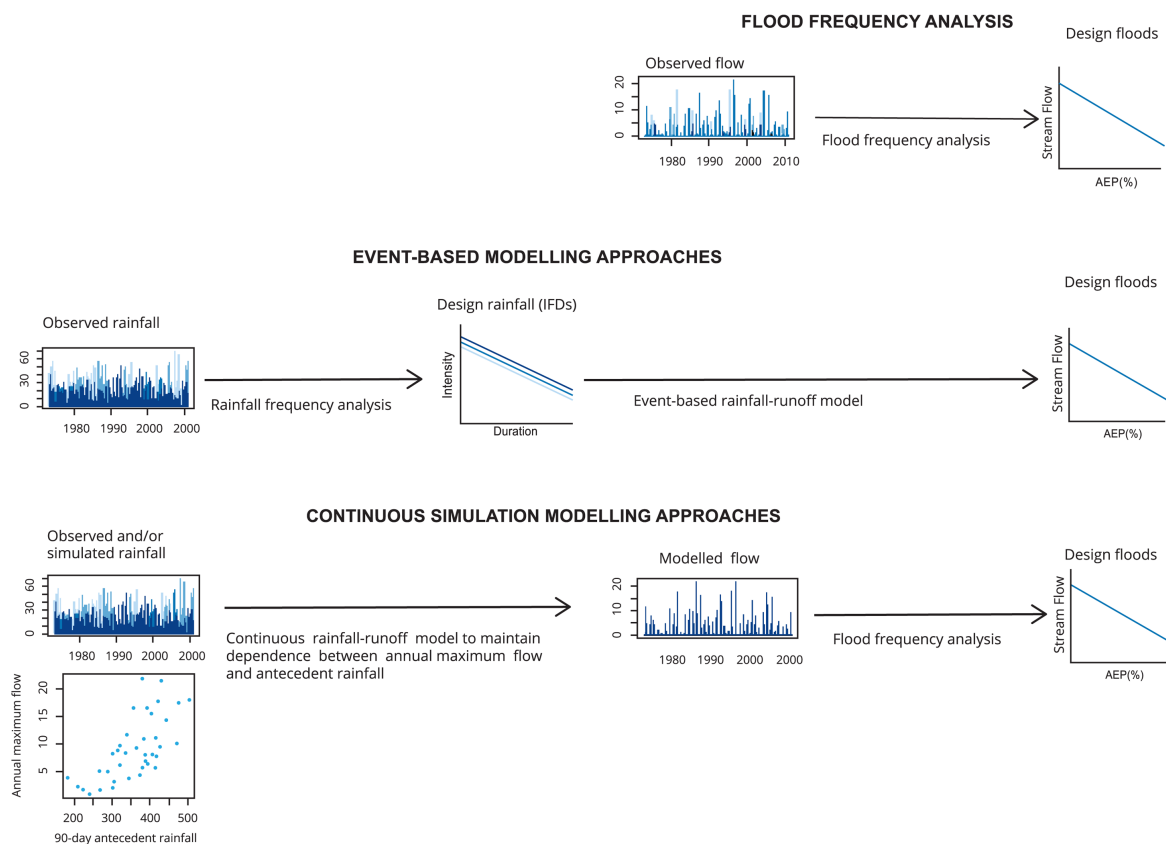 FLOOD FREQUENCY ANALYSIS
Design floods
Observed flow
20
10
0
1980 1990 2000 2010
Flood frequency analysis
Stream Flow
AEP(%)
EVENT-BASED MODELLING APPROACHES
Design floods
Design rainfall (IFDs)
Observed rainfall
60
30
0
1980 1990 2000 2000
Rainfall frequency analysis
Intensity
Duration
Event-based rainfall-runoff model
Stream Flow
AEP(%)
CONTINUOUS SIMULATION MODELLING APPROACHES
Observed and/or
simulated rainfall
60
30
0
1980 1990 2000 2000
Continuous rainfall-runoff model to maintain
dependence between annual maximum flow
and antecedent rainfall
Modelled flow
20
10
0
1980 1990 2000 2000
Flood frequency analysis
Design floods
Stream Flow
AEP(%)
Annual maximum flow
20
15
10
5
200 300 400 500
90-day antecedent rainfall